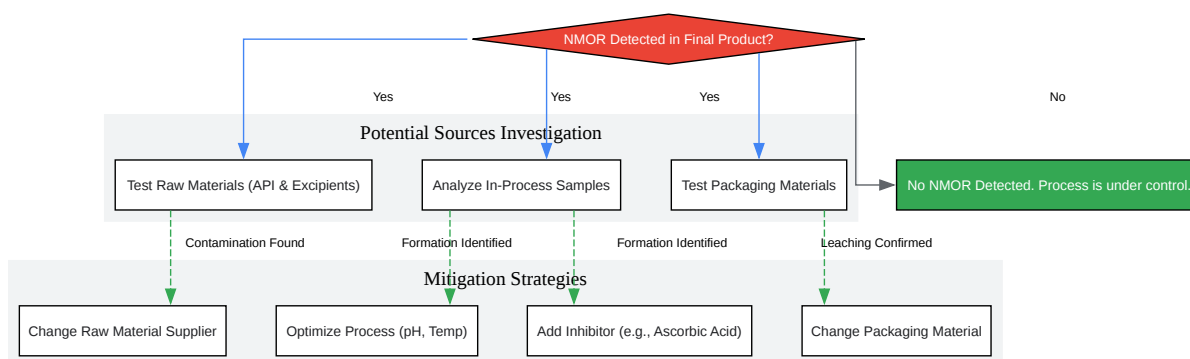 NMOR Detected in Final Product?
Yes
Yes
Yes
No
Potential Sources Investigation
Test Raw Materials (API & Excipients)
Analyze In-Process Samples
Test Packaging Materials
No NMOR Detected. Process is under control.
Contamination Found
Formation Identified
Formation Identified
Leaching Confirmed
Mitigation Strategies
Change Raw Material Supplier
Optimize Process (pH, Temp)
Add Inhibitor (e.g., Ascorbic Acid)
Change Packaging Material